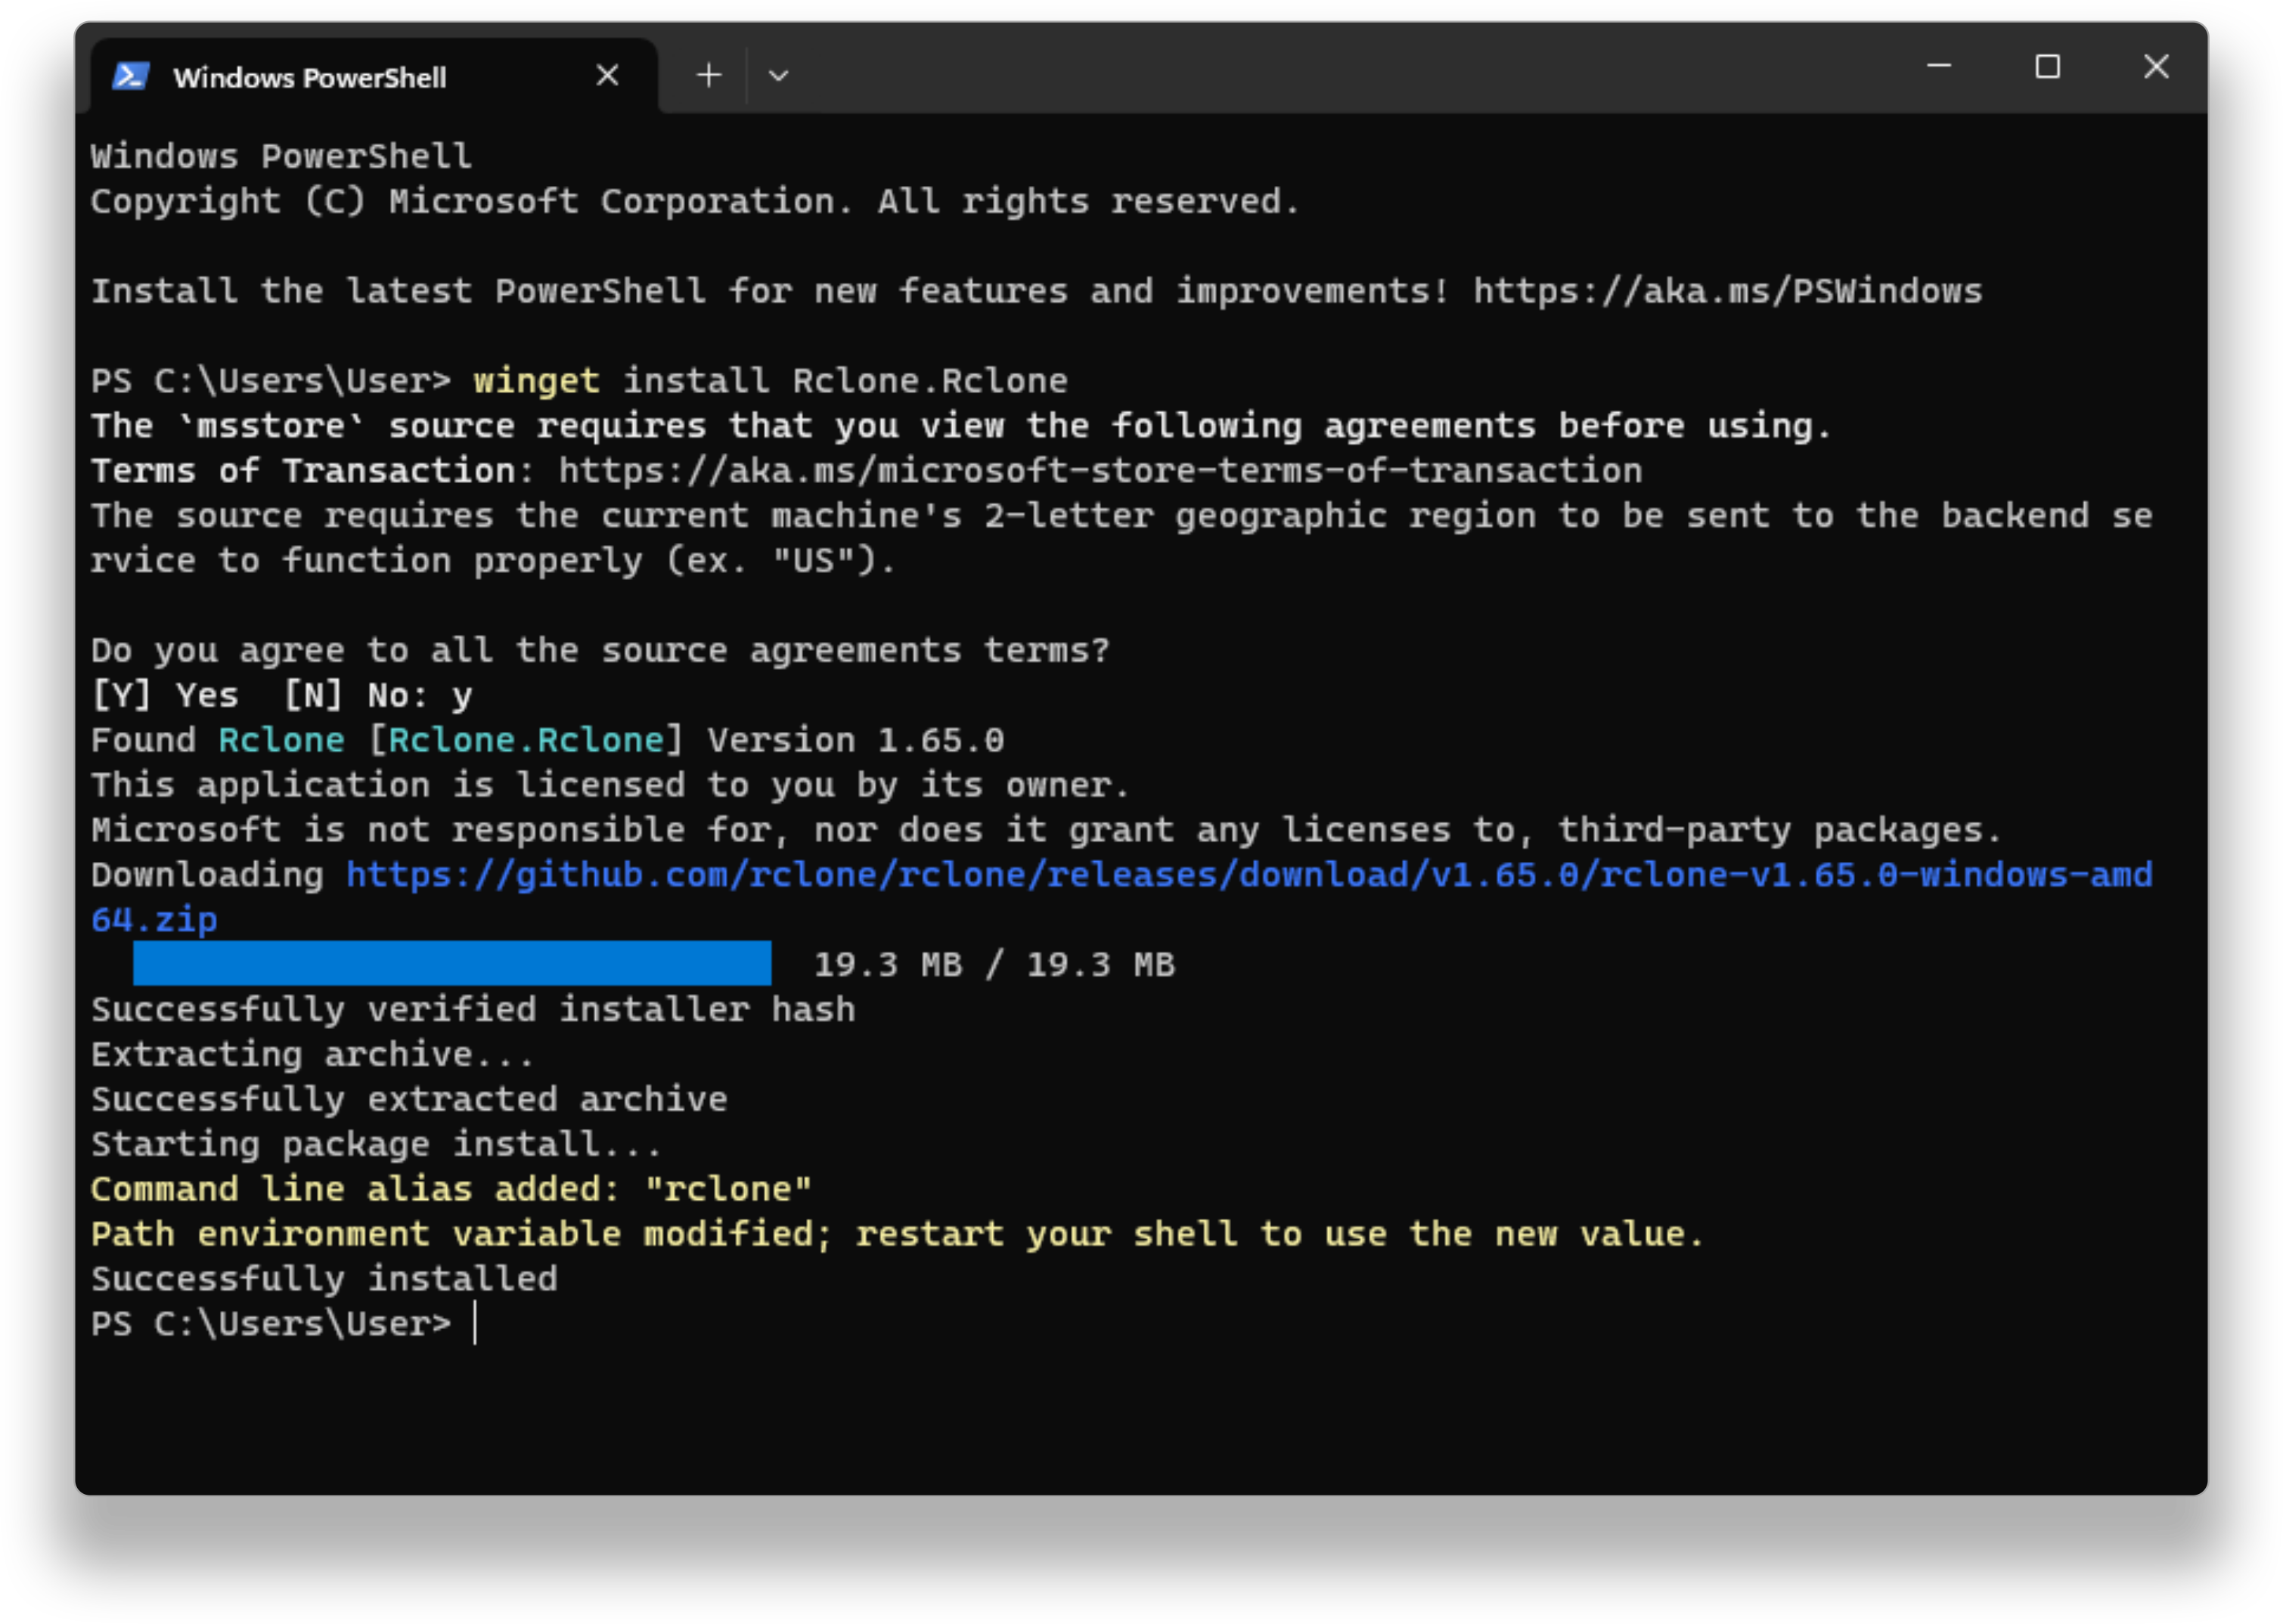 Windows PowerShell
Windows PowerShell
Copyright (C) Microsoft Corporation. All rights reserved.
Install the latest PowerShell for new features and improvements! https://aka.ms/PSWindows
PS C:\Users\User> winget install Rclone.Rclone
The `msstore` source requires that you view the following agreements before using.
Terms of Transaction: https://aka.ms/microsoft-store-terms-of-transaction
The source requires the current machine's 2-letter geographic region to be sent to the backend se
rvice to function properly (ex. "US").
Do you agree to all the source agreements terms?
[Y] Yes  [N] No: y
Found Rclone [Rclone.Rclone] Version 1.65.0
This application is licensed to you by its owner.
Microsoft is not responsible for, nor does it grant any licenses to, third-party packages.
Downloading https://github.com/rclone/rclone/releases/download/v1.65.0/rclone-v1.65.0-windows-amd
64.zip
19.3 MB / 19.3 MB
Successfully verified installer hash
Extracting archive...
Successfully extracted archive
Starting package install...
Command line alias added: "rclone"
Path environment variable modified; restart your shell to use the new value.
Successfully installed
PS C:\Users\User>